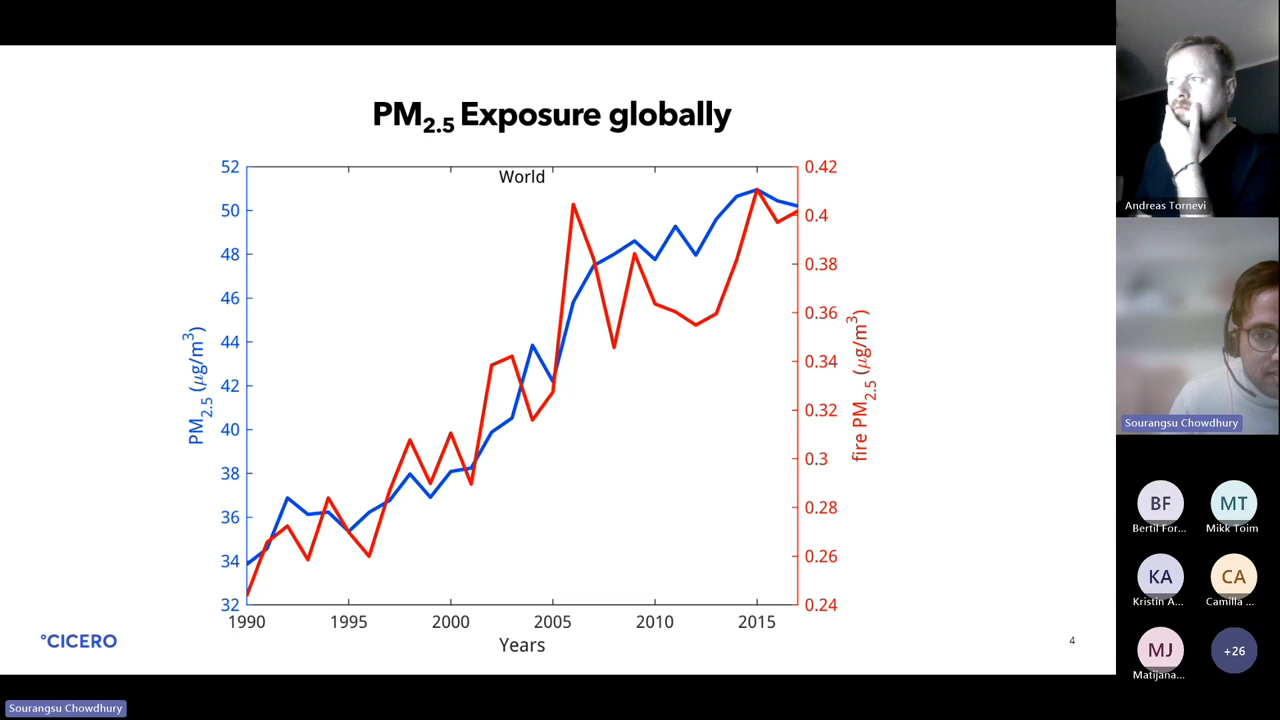 PM2.5 Exposure globally
World
52
50
48
46
44
42
40
38
36
34
32
PM2.5 (μg/m3)
0.42
0.4
0.38
0.36
0.34
0.32
0.3
0.28
0.26
0.24
fire PM2.5 (μg/m3)
1990 1995 2000 2005 2010 2015
Years
°CICERO
4
Sourangsu Chowdhury
Andreas Tornevi
Sourangsu Chowdhury
BF MT
Bertil For... Mikk Toim
KA CA
Kristin A... Camilla ...
MJ +26
Matijana...